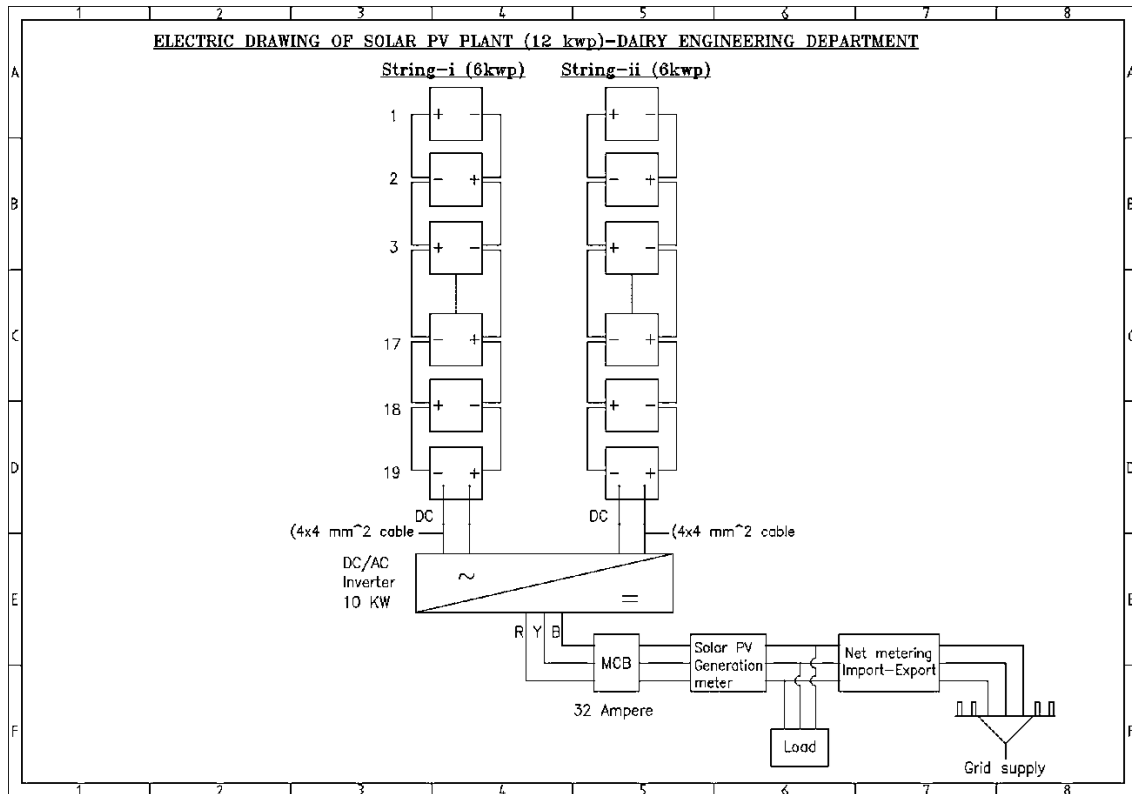 1 2 3 4 5 6 7 8
ELECTRIC DRAWING OF SOLAR PV PLANT (12 kwp)-DAIRY ENGINEERING DEPARTMENT
A A
String-i (6kwp) String-ii (6kwp)
1 + - + -
2 - + - +
B B
3 + - + -
C C
17 - + - +
18 + - + -
D D
19 - + - +
DC DC
(4x4 mm^2 cable (4x4 mm^2 cable
DC/AC
Inverter
10 KW
~ =
E E
R Y B
MCB
32 Ampere
Solar PV
Generation
meter
Net metering
Import-Export
Load
F F
Grid supply
1 2 3 4 5 6 7 8